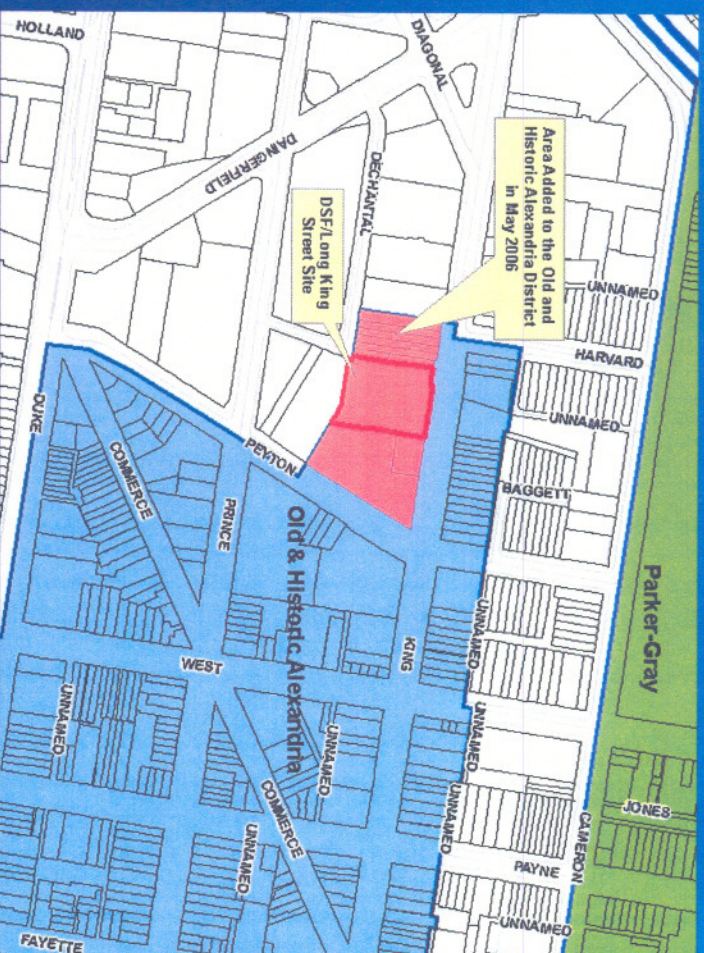 HOLLAND
DIAGONAL
DAINGERFIELD
DECHANTAL
Area Added to the Old and
Historic Alexandria District
in May 2006
DSF/Long King
Street Site
UNNAMED
HARVARD
UNNAMED
BAGGETT
Parker-Gray
DUKE
COMMERCE
PEYTON
PRINCE
Old & Historic Alexandria
KING
UNNAMED
WEST
UNNAMED
UNNAMED
UNNAMED
COMMERCE
UNNAMED
UNNAMED
JONES
CAMERON
PAYNE
UNNAMED
FAYETTE